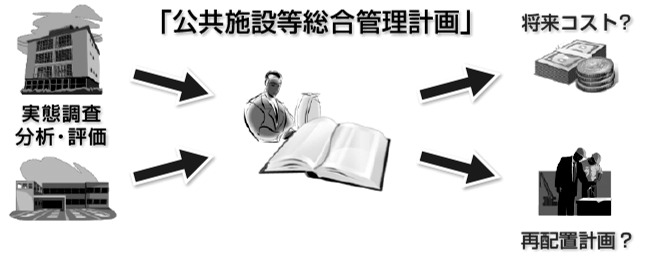 「公共施設等総合管理計画」
実態調査
分析・評価
将来コスト?
再配置計画?